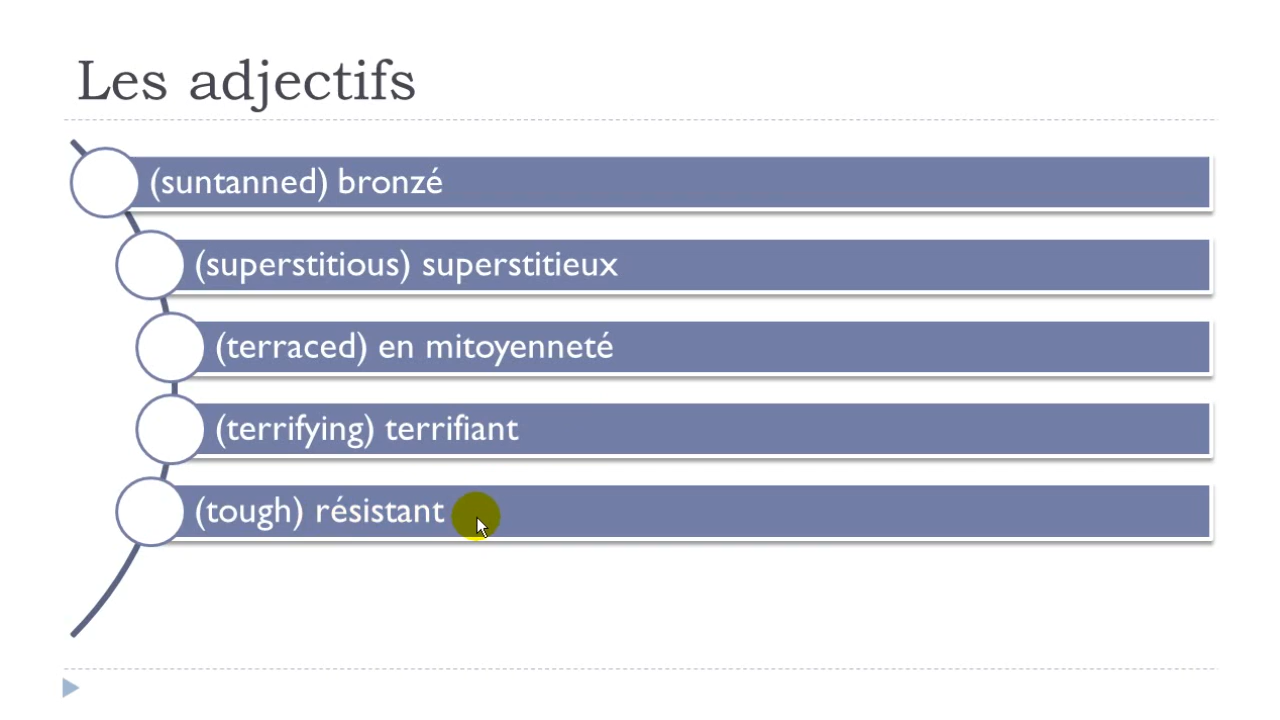 Les adjectifs
(suntanned) bronzé
(superstitious) superstitieux
(terraced) en mitoyenneté
(terrifying) terrifiant
(tough) résistant